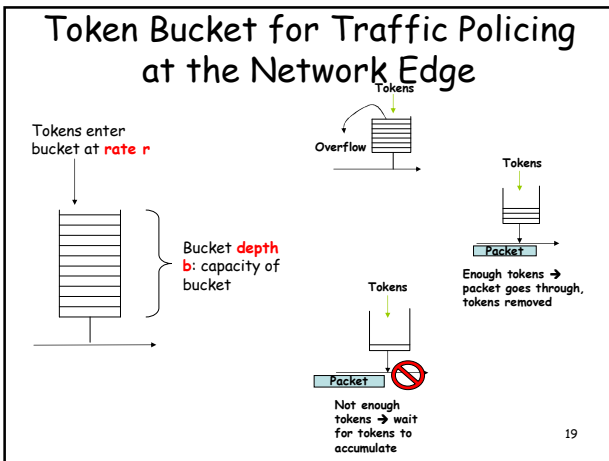 Token Bucket for Traffic Policing
at the Network Edge
Tokens enter
bucket at rate r
Bucket depth
b: capacity of
bucket
Tokens
Overflow
Tokens
Packet
Enough tokens →
packet goes through,
tokens removed
Tokens
Packet
Not enough
tokens → wait
for tokens to
accumulate
19